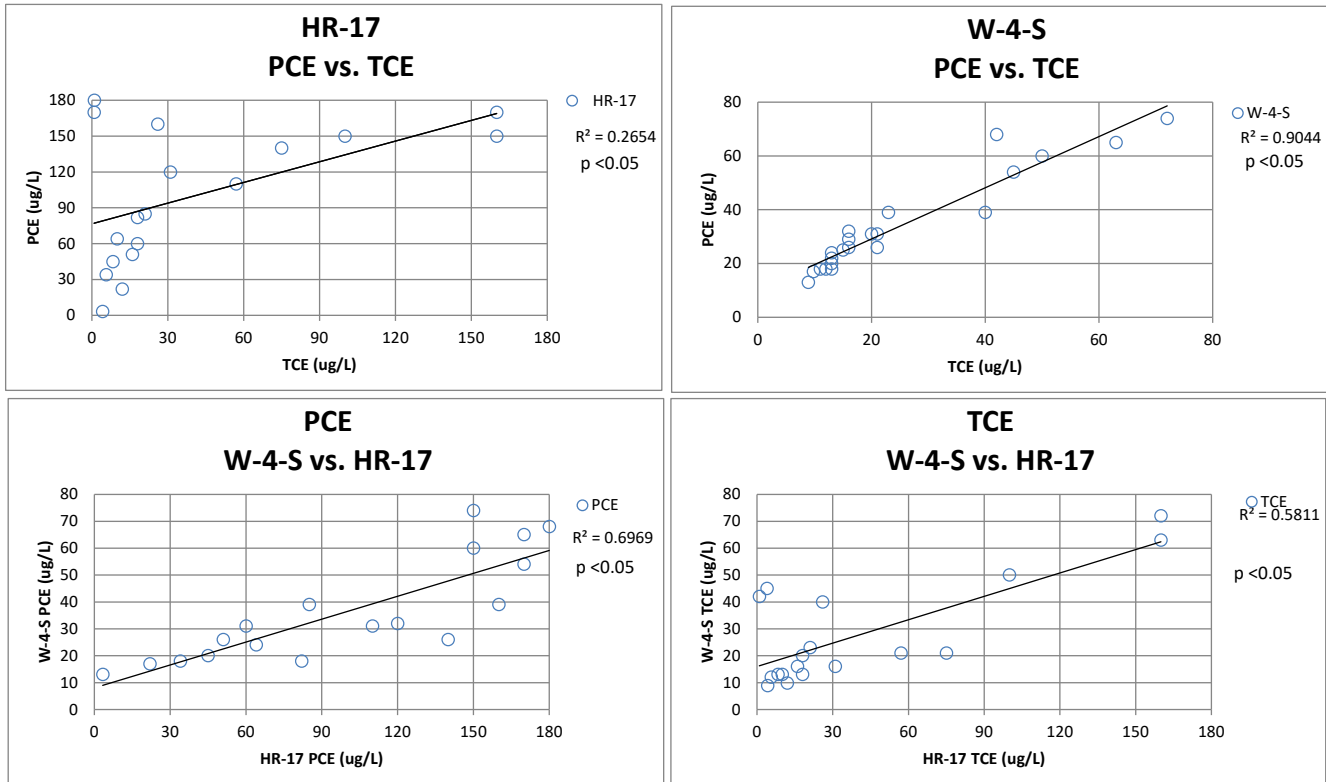 HR-17
PCE vs. TCE
PCE (ug/L)
180
150
120
90
60
30
0
0 30 60 90 120 150 180
TCE (ug/L)
HR-17
R² = 0.2654
p <0.05
W-4-S
PCE vs. TCE
PCE (ug/L)
80
60
40
20
0
0 20 40 60 80
TCE (ug/L)
W-4-S
R² = 0.9044
p <0.05
PCE
W-4-S vs. HR-17
W-4-S PCE (ug/L)
80
70
60
50
40
30
20
10
0
0 30 60 90 120 150 180
HR-17 PCE (ug/L)
PCE
R² = 0.6969
p <0.05
TCE
W-4-S vs. HR-17
W-4-S TCE (ug/L)
80
70
60
50
40
30
20
10
0
0 30 60 90 120 150 180
HR-17 TCE (ug/L)
TCE
R² = 0.5811
p <0.05